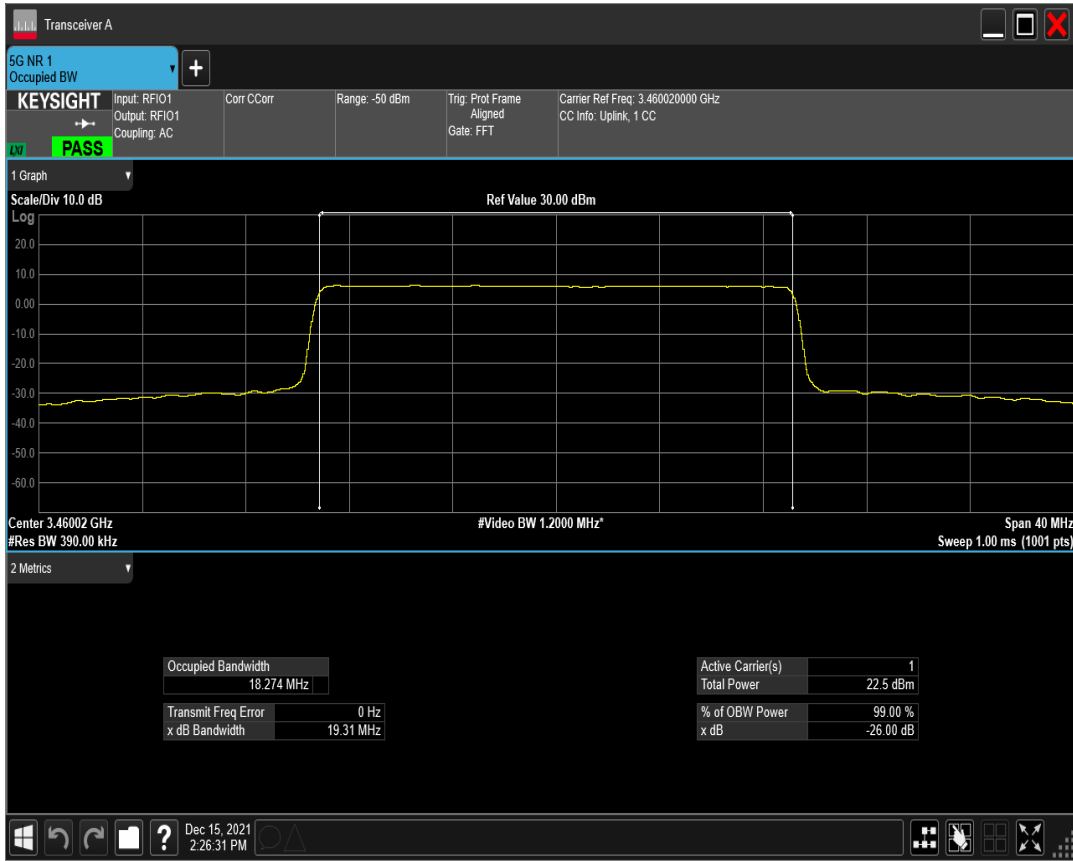 Transceiver A
5G NR 1
Occupied BW
KEYSIGHT
LXI
PASS
Input: RFIO1
Output: RFIO1
Coupling: AC
Corr CCorr
Range: -50 dBm
Trig: Prot Frame
Aligned
Gate: FFT
Carrier Ref Freq: 3.460020000 GHz
CC Info: Uplink, 1 CC
1 Graph
Scale/Div 10.0 dB
Ref Value 30.00 dBm
Log
20.0
10.0
0.00
-10.0
-20.0
-30.0
-40.0
-50.0
-60.0
Center 3.46002 GHz
#Video BW 1.2000 MHz*
Span 40 MHz
#Res BW 390.00 kHz
Sweep 1.00 ms (1001 pts)
2 Metrics
Occupied Bandwidth
18.274 MHz
Transmit Freq Error 0 Hz
x dB Bandwidth 19.31 MHz
Active Carrier(s) 1
Total Power 22.5 dBm
% of OBW Power 99.00 %
x dB -26.00 dB
?
Dec 15, 2021
2:26:31 PM